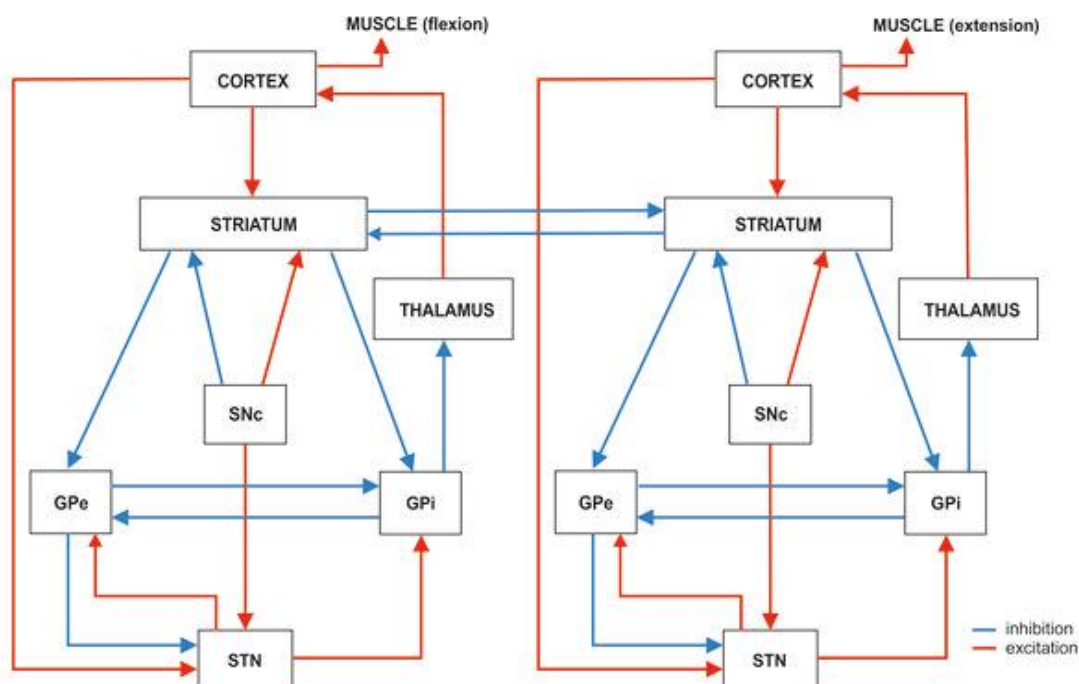 MUSCLE (flexion)
MUSCLE (extension)
CORTEX
CORTEX
STRIATUM
STRIATUM
THALAMUS
THALAMUS
SNc
SNc
GPe
GPi
GPe
GPi
STN
STN
inhibition
excitation